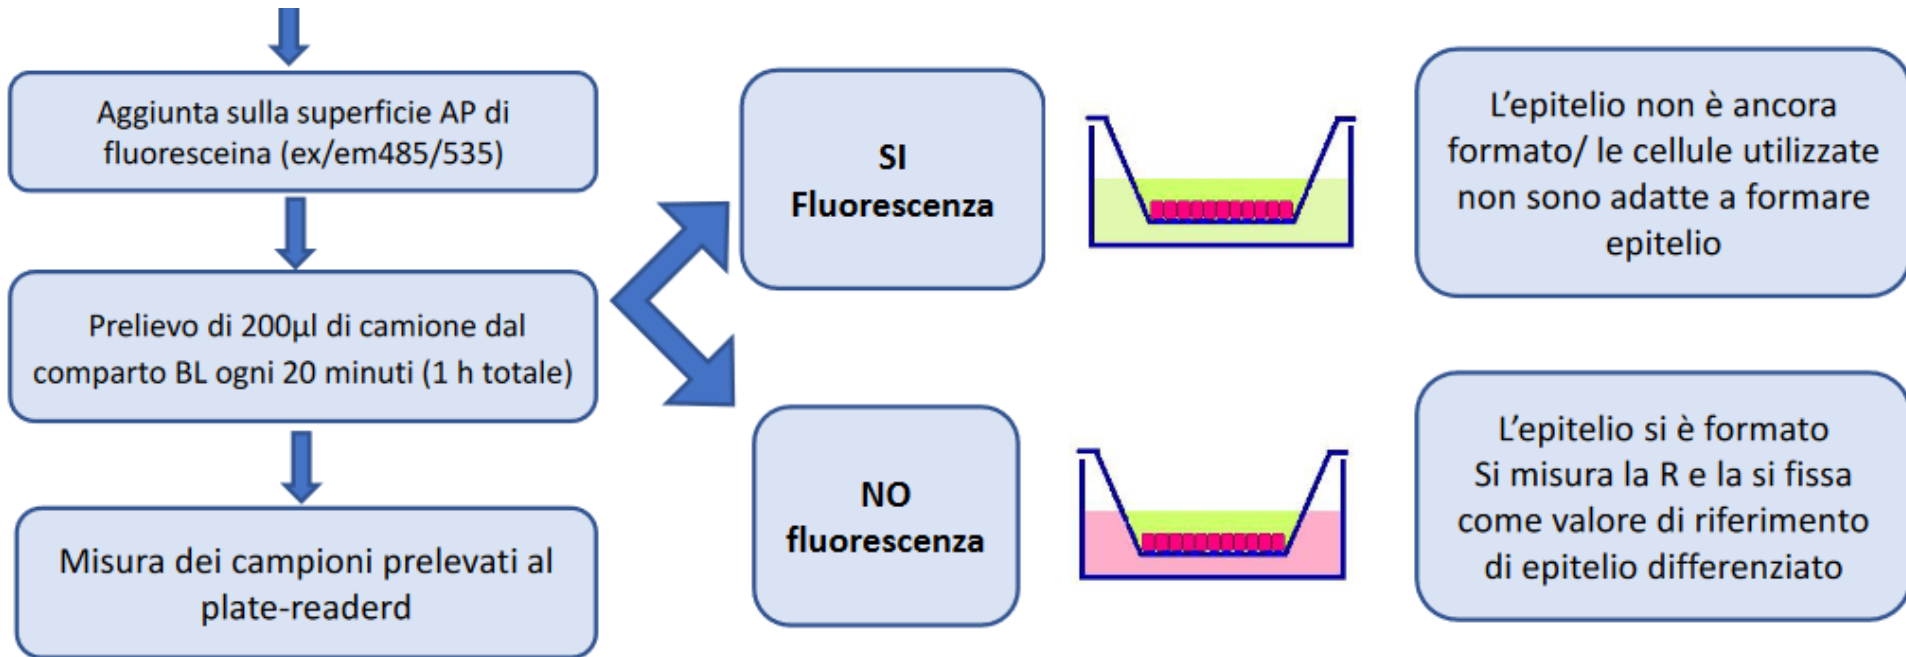 Aggiunta sulla superficie AP di
fluoresceina (ex/em485/535)
Prelievo di 200µl di camione dal
comparto BL ogni 20 minuti (1 h totale)
Misura dei campioni prelevati al
plate-readerd
SI
Fluorescenza
L'epitelio non è ancora
formato/ le cellule utilizzate
non sono adatte a formare
epitelio
NO
fluorescenza
L'epitelio si è formato
Si misura la R e la si fissa
come valore di riferimento
di epitelio differenziato